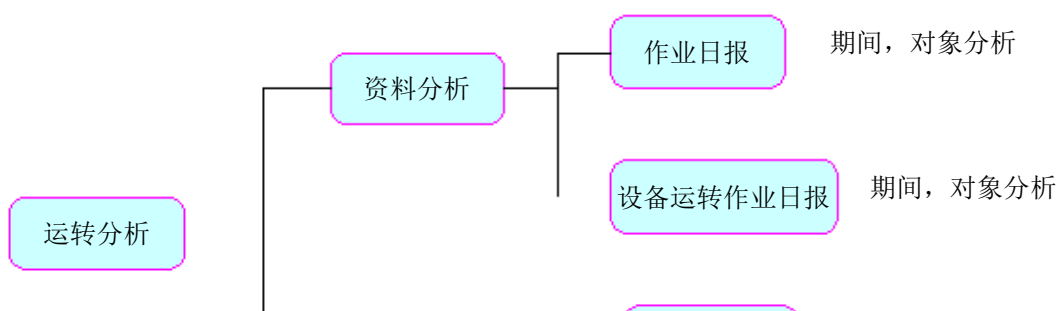 作业日报
期间，对象分析
资料分析
设备运转作业日报
期间，对象分析
运转分析